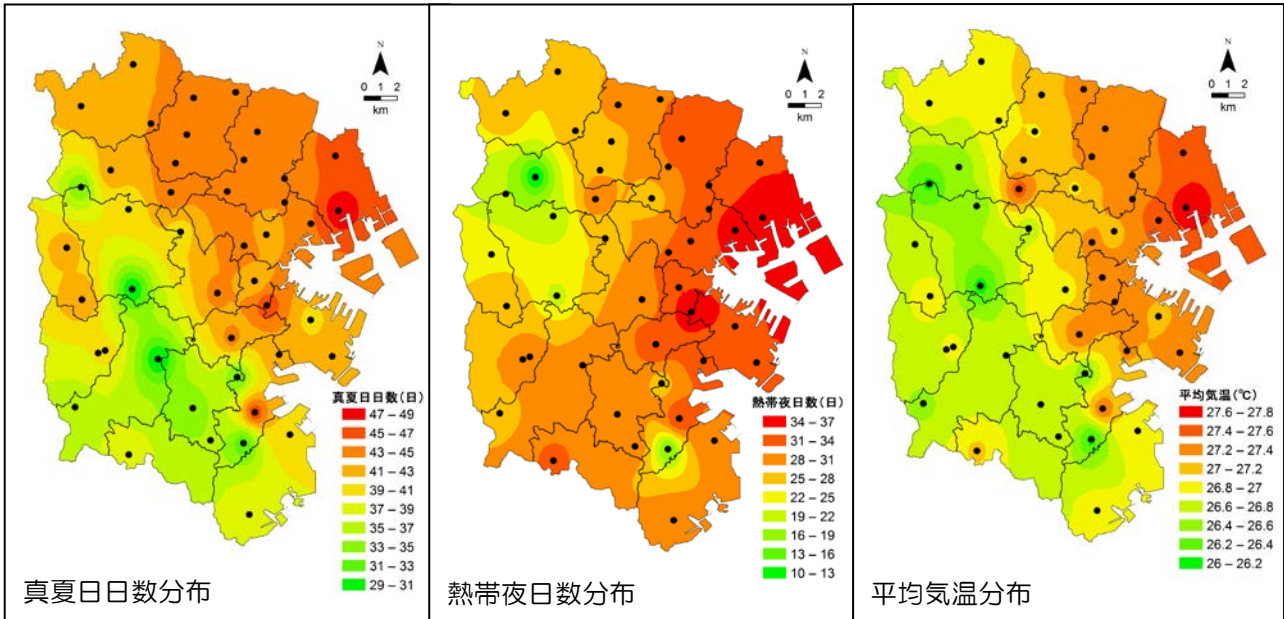 N
0 1 2
km
真夏日日数(日)
47 – 49
45 – 47
43 – 45
41 – 43
39 – 41
37 – 39
35 – 37
33 – 35
31 – 33
29 – 31
真夏日日数分布
N
0 1 2
km
熱帯夜日数(日)
34 – 37
31 – 34
28 – 31
25 – 28
22 – 25
19 – 22
16 – 19
13 – 16
10 – 13
熱帯夜日数分布
N
0 1 2
km
平均気温(℃)
27.6 – 27.8
27.4 – 27.6
27.2 – 27.4
27 – 27.2
26.8 – 27
26.6 – 26.8
26.4 – 26.6
26.2 – 26.4
26 – 26.2
平均気温分布